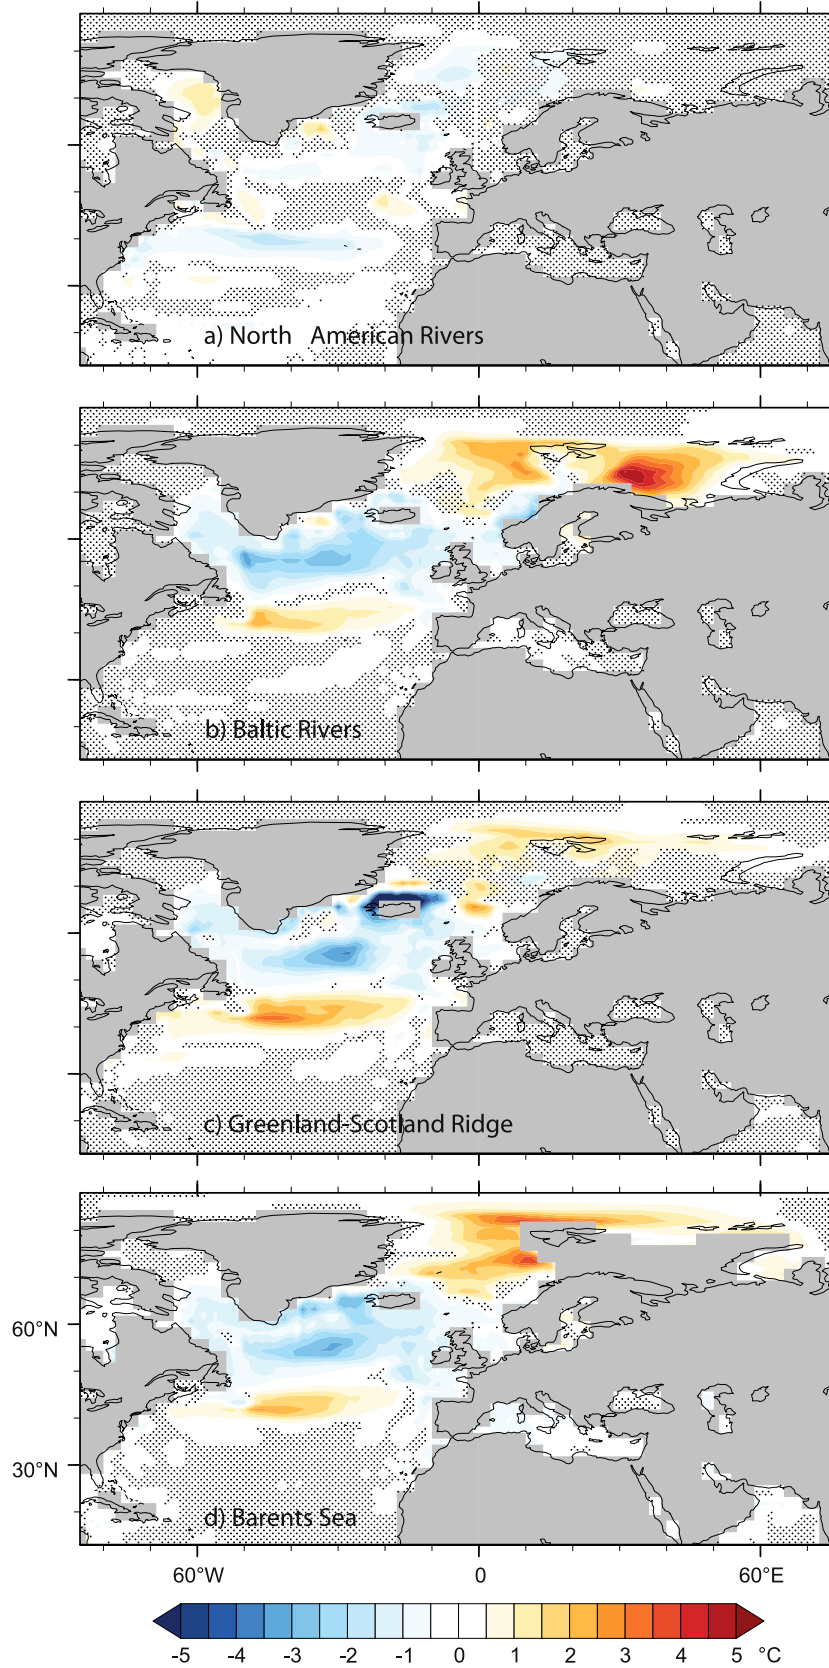 a) North American Rivers
b) Baltic Rivers
c) Greenland-Scotland Ridge
60°N
30°N
d) Barents Sea
60°W 0 60°E
-5 -4 -3 -2 -1 0 1 2 3 4 5 °C